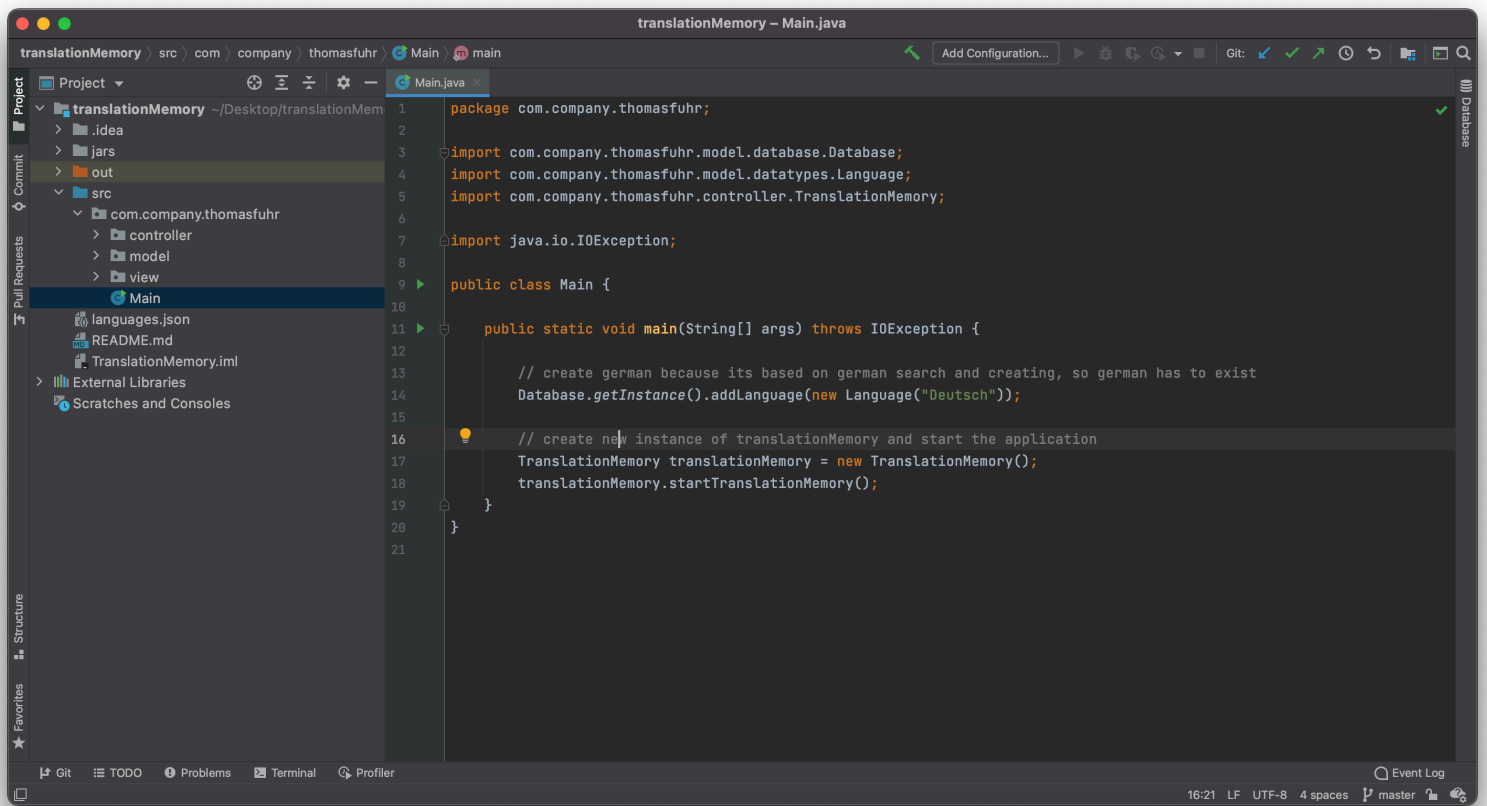 translationMemory – Main.java
translationMemory src com company thomasfuhr Main main
Add Configuration...
Git:
Project
Commit
Pull Requests
Structure
Favorites
Project
translationMemory ~/Desktop/translationMem
.idea
jars
out
src
com.company.thomasfuhr
controller
model
view
Main
languages.json
README.md
TranslationMemory.iml
External Libraries
Scratches and Consoles
Main.java
1 package com.company.thomasfuhr;
2
3 import com.company.thomasfuhr.model.database.Database;
4 import com.company.thomasfuhr.model.datatypes.Language;
5 import com.company.thomasfuhr.controller.TranslationMemory;
6
7 import java.io.IOException;
8
9 public class Main {
10
11 public static void main(String[] args) throws IOException {
12
13 // create german because its based on german search and creating, so german has to exist
14 Database.getInstance().addLanguage(new Language("Deutsch"));
15
16 // create new instance of translationMemory and start the application
17 TranslationMemory translationMemory = new TranslationMemory();
18 translationMemory.startTranslationMemory();
19 }
20 }
21
Database
Git TODO Problems Terminal Profiler Event Log
16:21 LF UTF-8 4 spaces master